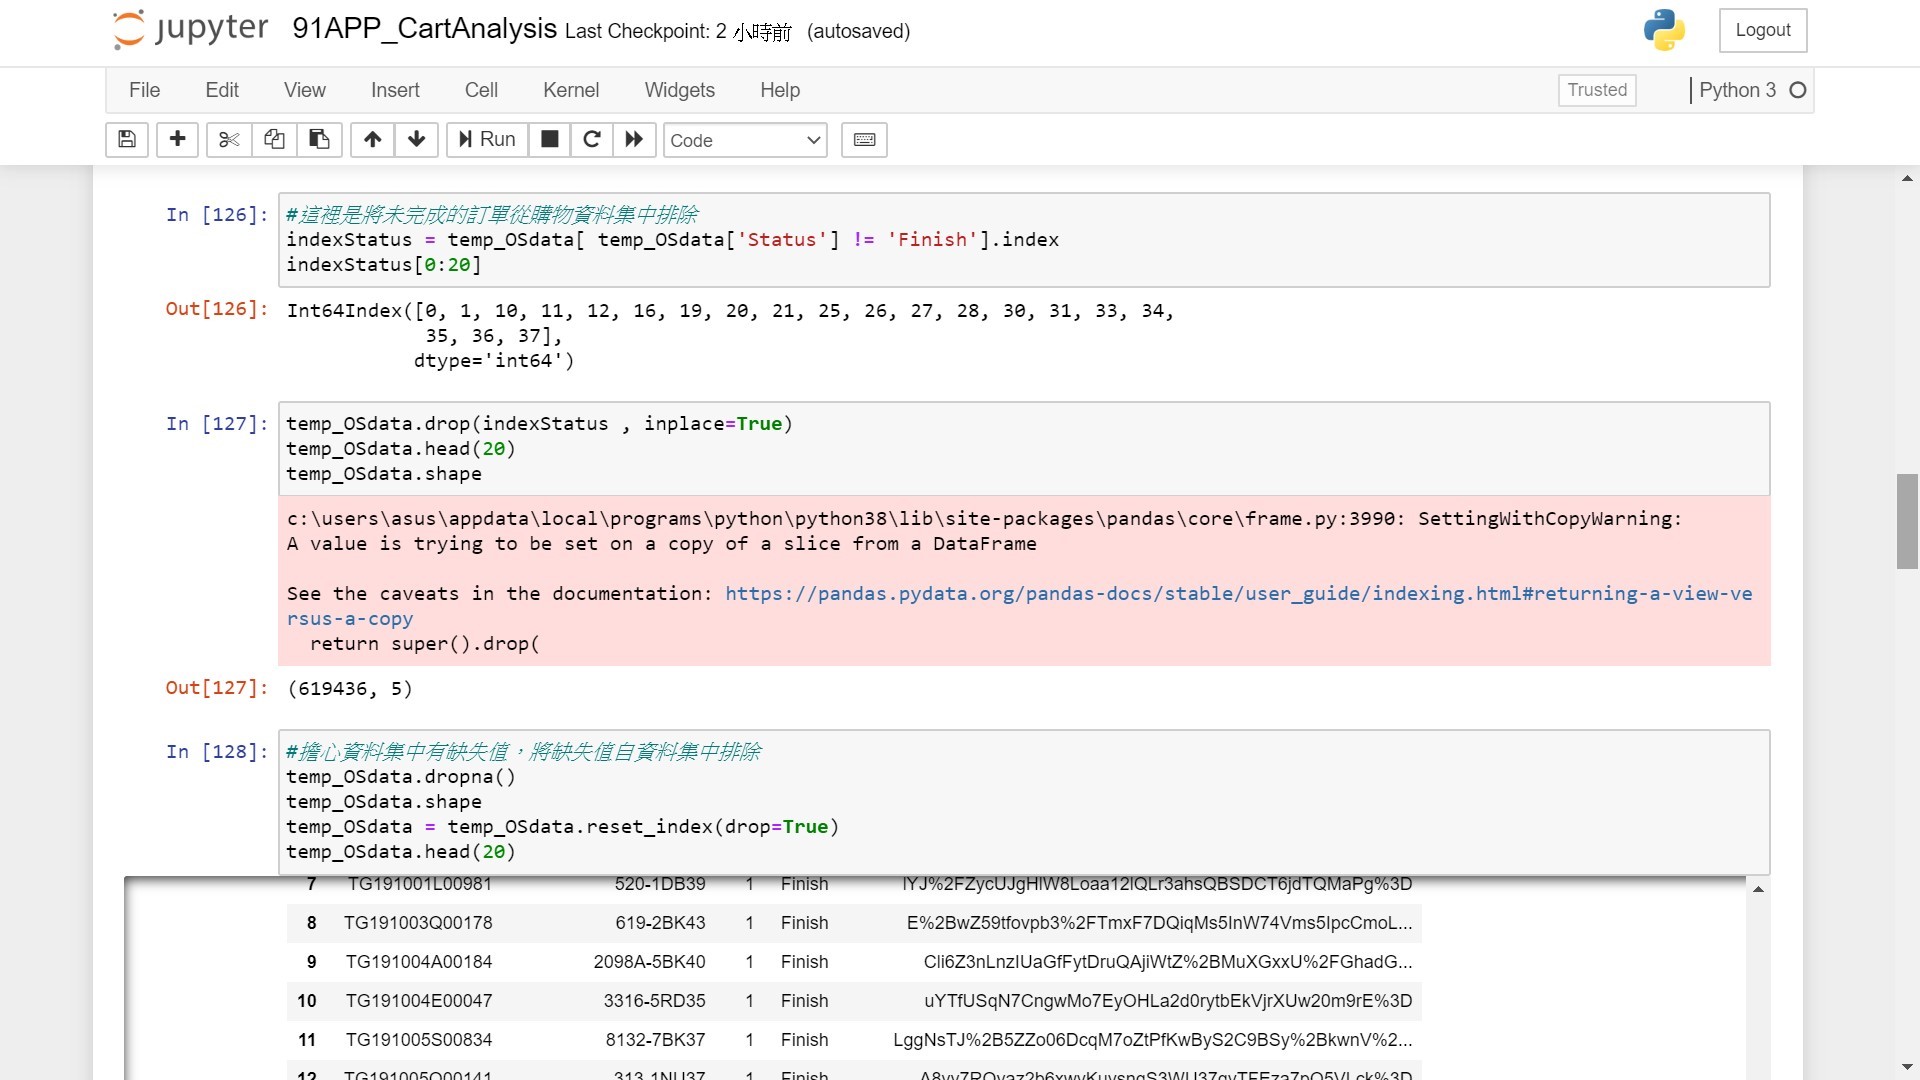 jupyter 91APP_CartAnalysis Last Checkpoint: 2 小時前 (autosaved) Logout
File Edit View Insert Cell Kernel Widgets Help Trusted Python 3
Run Code
In [126]: #這裡是將未完成的訂單從購物資料集中排除
indexStatus = temp_OSdata[ temp_OSdata['Status'] != 'Finish'].index
indexStatus[0:20]
Out[126]: Int64Index([0, 1, 10, 11, 12, 16, 19, 20, 21, 25, 26, 27, 28, 30, 31, 33, 34,
35, 36, 37],
dtype='int64')
In [127]: temp_OSdata.drop(indexStatus , inplace=True)
temp_OSdata.head(20)
temp_OSdata.shape
c:\users\asus\appdata\local\programs\python\python38\lib\site-packages\pandas\core\frame.py:3990: SettingWithCopyWarning:
A value is trying to be set on a copy of a slice from a DataFrame
See the caveats in the documentation: https://pandas.pydata.org/pandas-docs/stable/user_guide/indexing.html#returning-a-view-ve
rsus-a-copy
return super().drop(
Out[127]: (619436, 5)
In [128]: #擔心資料集中有缺失值，將缺失值自資料集中排除
temp_OSdata.dropna()
temp_OSdata.shape
temp_OSdata = temp_OSdata.reset_index(drop=True)
temp_OSdata.head(20)
7 TG191001L00981 520-1DB39 1 Finish lYJ%2FZycUJgHlW8Loaa12lQLr3ahsQBSDCT6jdTQMaPg%3D
8 TG191003Q00178 619-2BK43 1 Finish E%2BwZ59tfovpb3%2FTmxF7DQiqMs5InW74Vms5IpcCmoL...
9 TG191004A00184 2098A-5BK40 1 Finish Cli6Z3nLnzIUaGfFytDruQAjiWtZ%2BMuXGxxU%2FGhadG...
10 TG191004E00047 3316-5RD35 1 Finish uYTfUSqN7CngwMo7EyOHLa2d0rytbEkVjrXUw20m9rE%3D
11 TG191005S00834 8132-7BK37 1 Finish LggNsTJ%2B5ZZo06DcqM7oZtPfKwByS2C9BSy%2BkwnV%2...
12 TG191005Q00141 313-1NU37 1 Finish